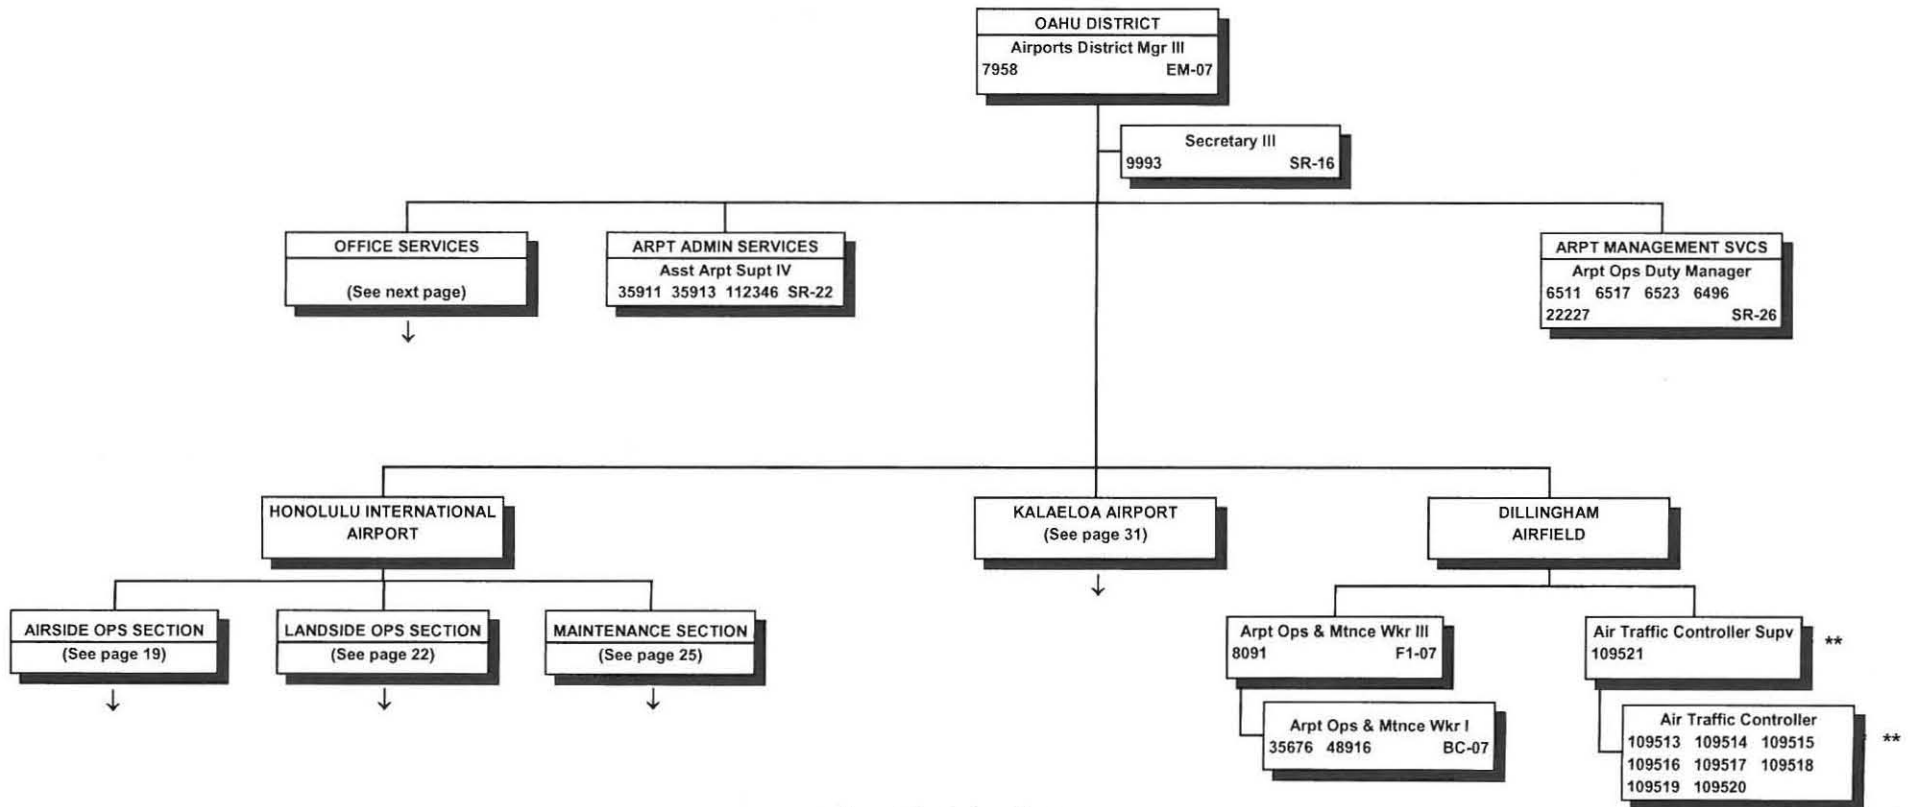 OAHU DISTRICT
Airports District Mgr III
7958 EM-07
Secretary III
9993 SR-16
OFFICE SERVICES
(See next page)
↓
ARPT ADMIN SERVICES
Asst Arpt Supt IV
35911 35913 112346 SR-22
ARPT MANAGEMENT SVCS
Arpt Ops Duty Manager
6511 6517 6523 6496
22227 SR-26
HONOLULU INTERNATIONAL
AIRPORT
KALAELOA AIRPORT
(See page 31)
↓
DILLINGHAM
AIRFIELD
AIRSIDE OPS SECTION
(See page 19)
↓
LANDSIDE OPS SECTION
(See page 22)
↓
MAINTENANCE SECTION
(See page 25)
↓
Arpt Ops & Mtnce Wkr III
8091 F1-07
Arpt Ops & Mtnce Wkr I
35676 48916 BC-07
Air Traffic Controller Supv
109521
**
Air Traffic Controller
109513 109514 109515
109516 109517 109518
109519 109520
**